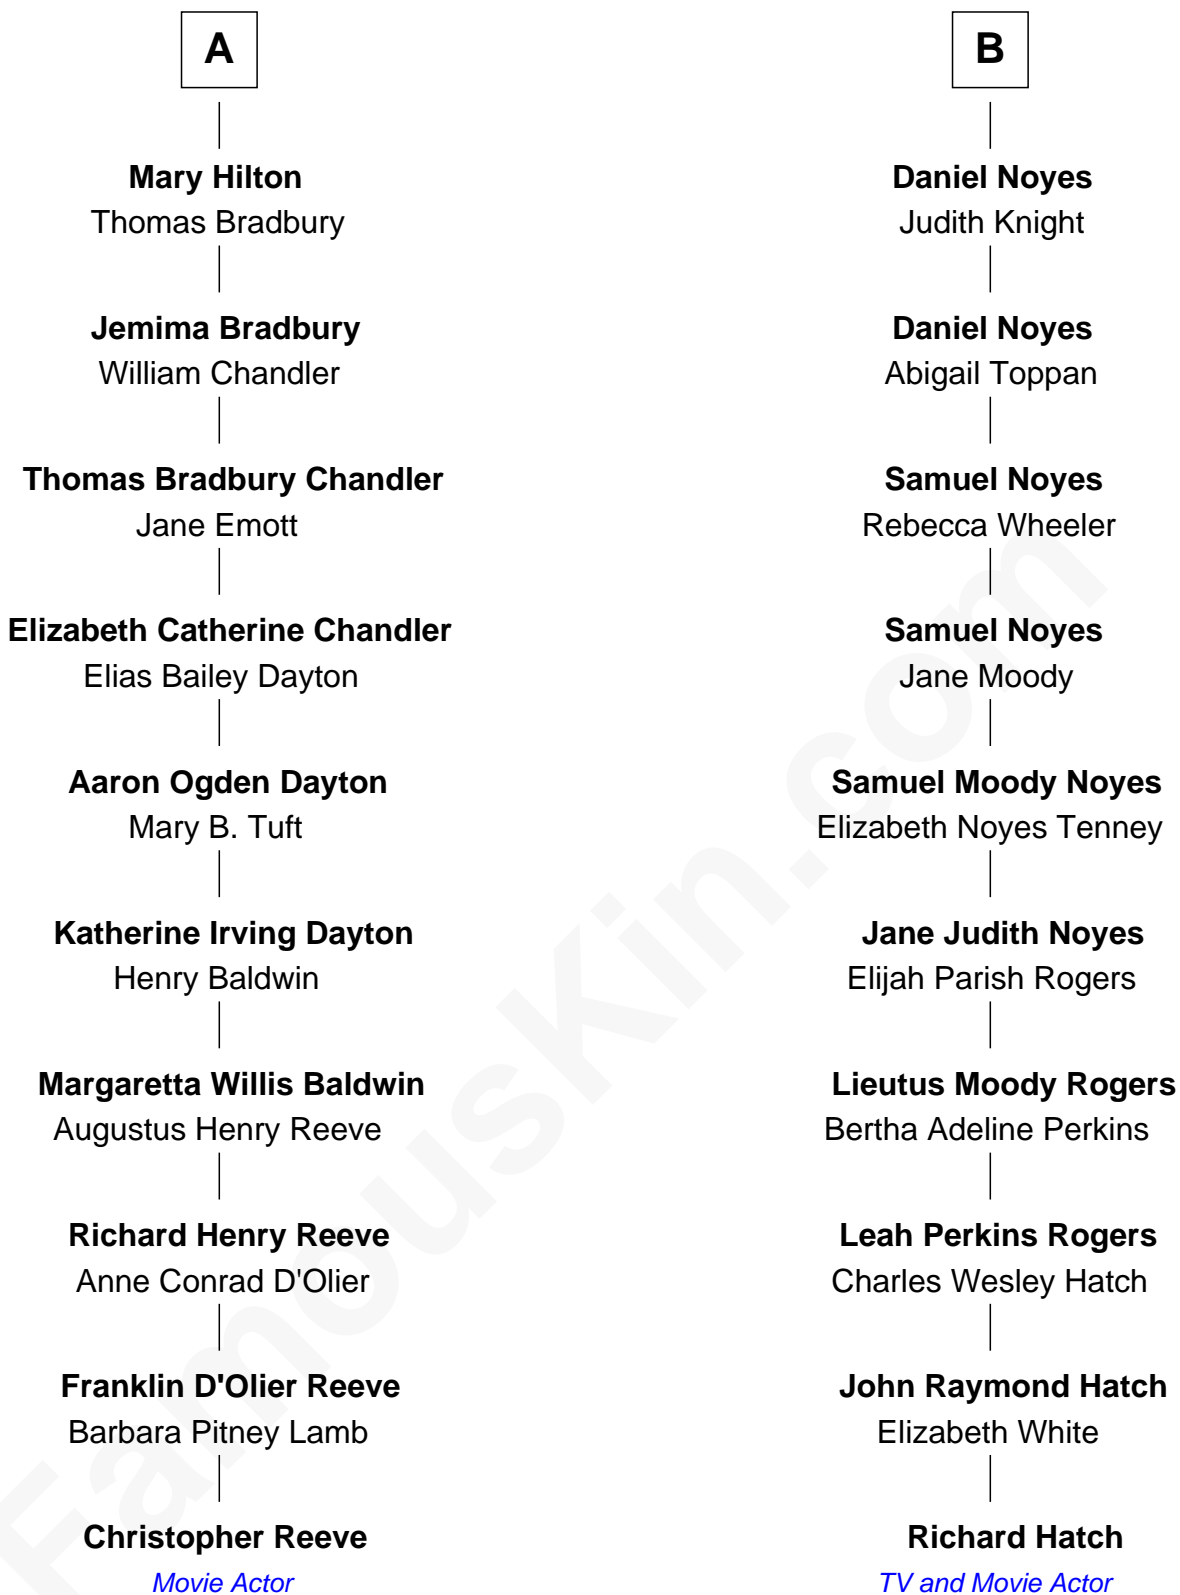 A
Mary Hilton
Thomas Bradbury
Jemima Bradbury
William Chandler
Thomas Bradbury Chandler
Jane Emott
Elizabeth Catherine Chandler
Elias Bailey Dayton
Aaron Ogden Dayton
Mary B. Tuft
Katherine Irving Dayton
Henry Baldwin
Margaretta Willis Baldwin
Augustus Henry Reeve
Richard Henry Reeve
Anne Conrad D'Olier
Franklin D'Olier Reeve
Barbara Pitney Lamb
Christopher Reeve
Movie Actor
B
Daniel Noyes
Judith Knight
Daniel Noyes
Abigail Toppan
Samuel Noyes
Rebecca Wheeler
Samuel Noyes
Jane Moody
Samuel Moody Noyes
Elizabeth Noyes Tenney
Jane Judith Noyes
Elijah Parish Rogers
Lieutus Moody Rogers
Bertha Adeline Perkins
Leah Perkins Rogers
Charles Wesley Hatch
John Raymond Hatch
Elizabeth White
Richard Hatch
TV and Movie Actor
FamousKin.com